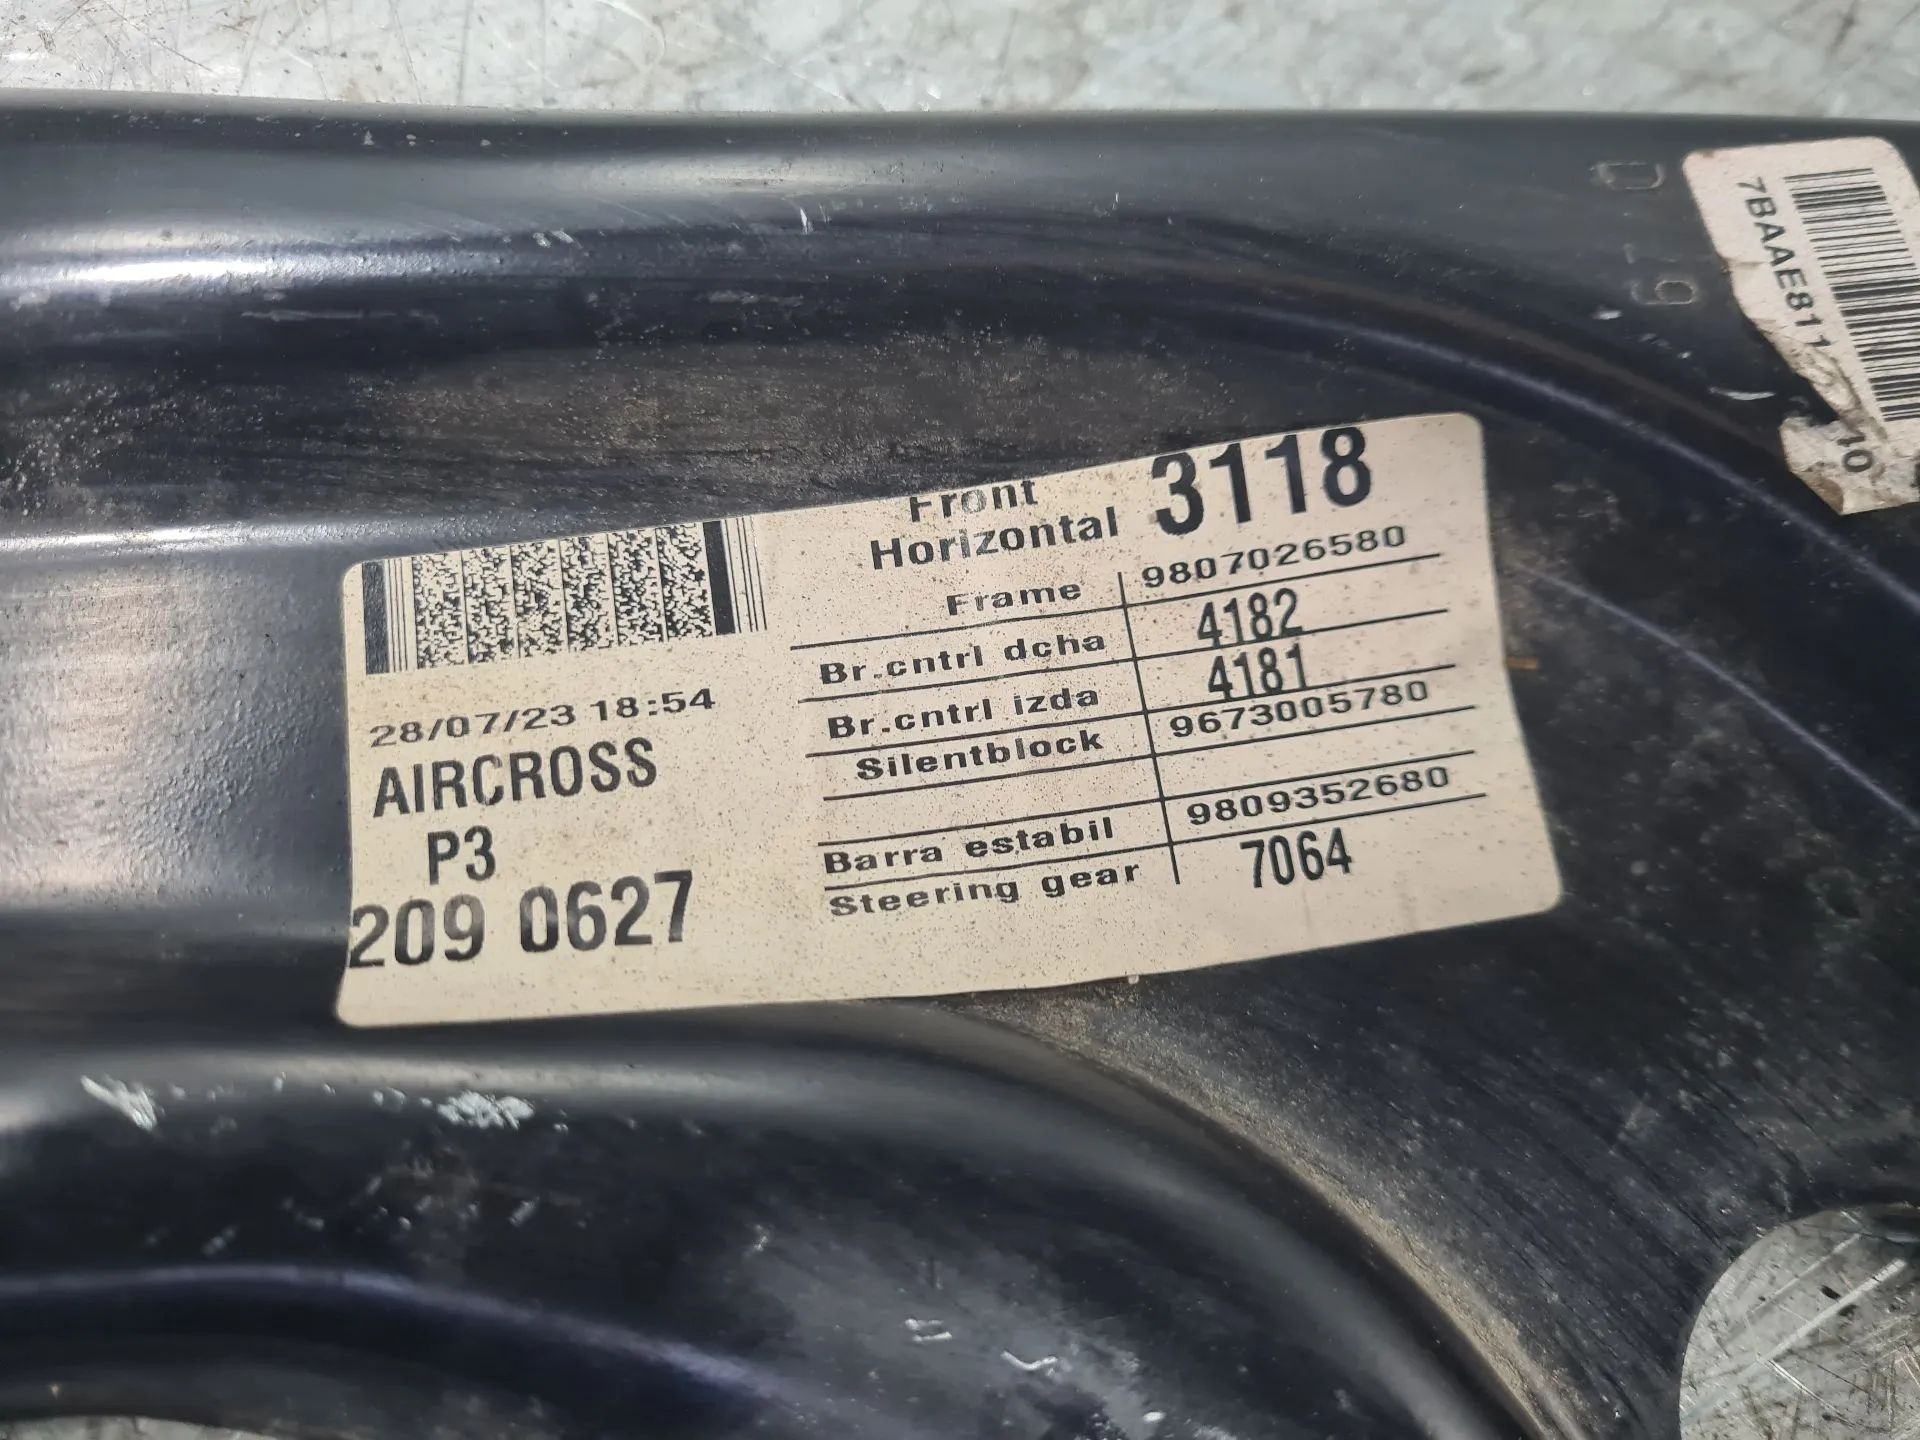 Front
Horizontal 3118
Frame 9807026580
Br.cntrl dcha 4182
Br.cntrl izda 4181
Silentblock 9673005780
Barra estabil 9809352680
Steering gear 7064
28/07/23 18:54
AIRCROSS
P3
209 0627
7BAAE811
10